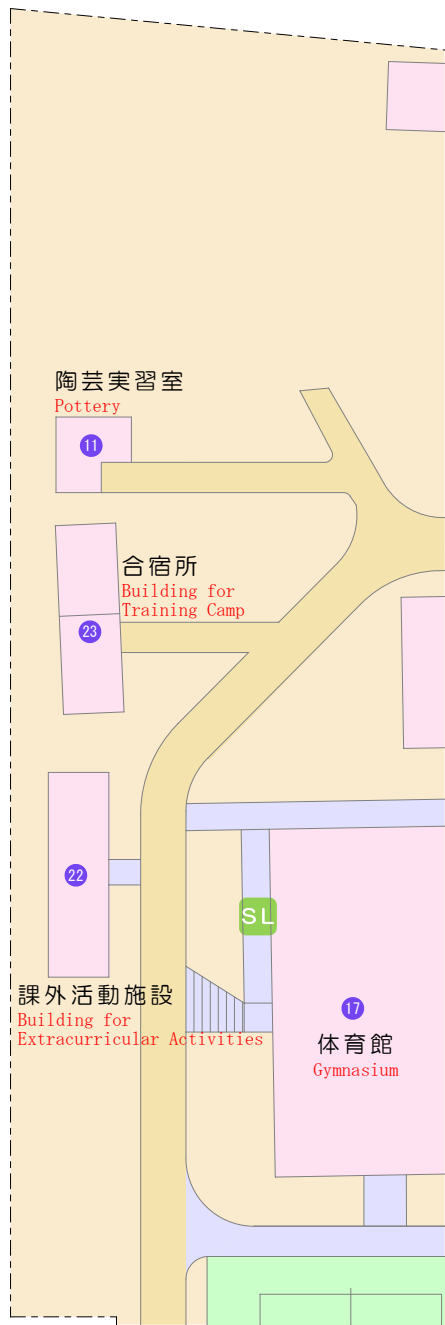 陶芸実習室
Pottery
11
合宿所
Building for
Training Camp
23
22
SL
課外活動施設
Building for
Extracurricular Activities
17
体育館
Gymnasium